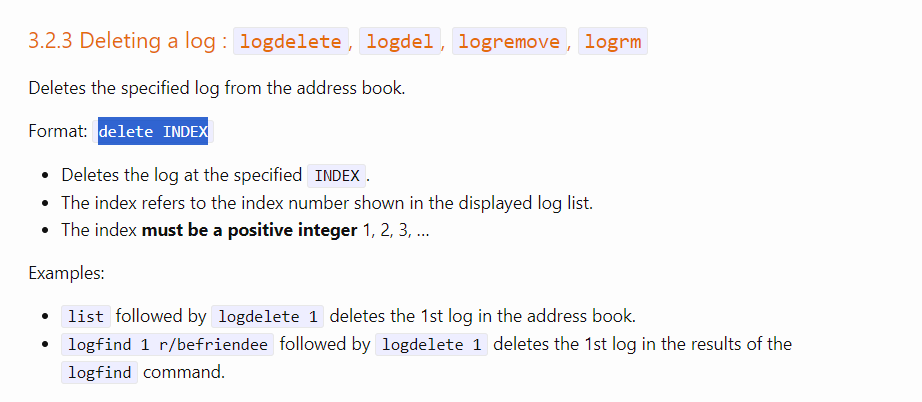 3.2.3 Deleting a log : logdelete, logdel, logremove, logrm
Deletes the specified log from the address book.
Format: delete INDEX
• Deletes the log at the specified INDEX.
• The index refers to the index number shown in the displayed log list.
• The index must be a positive integer 1, 2, 3, …
Examples:
• list followed by logdelete 1 deletes the 1st log in the address book.
• logfind 1 r/befriendee followed by logdelete 1 deletes the 1st log in the results of the
logfind command.